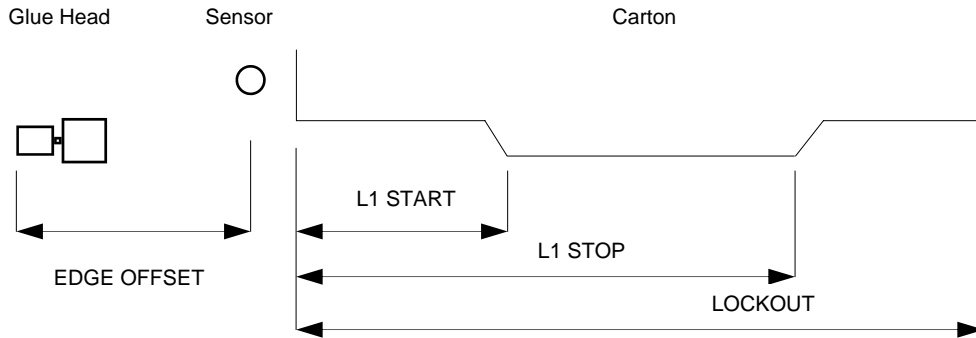 Glue Head
Sensor
Carton
L1 START
L1 STOP
EDGE OFFSET
LOCKOUT